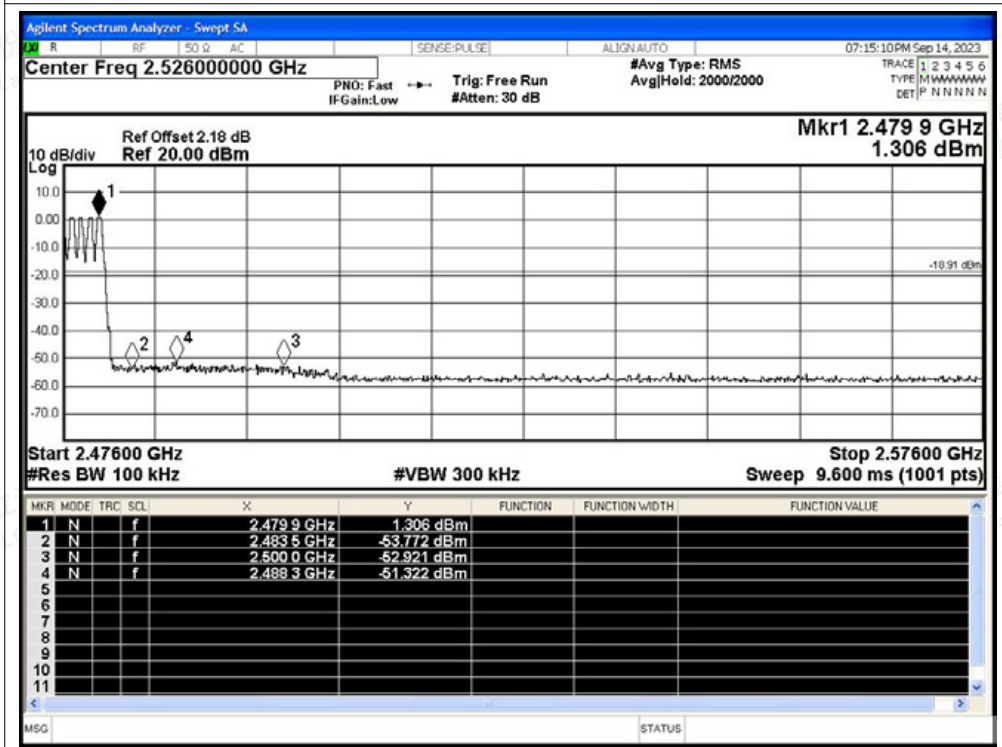 Agilent Spectrum Analyzer - Swept SA
LXI R RF 50 Ω AC SENSE:PULSE ALIGN AUTO 07:15:10 PM Sep 14, 2023
Center Freq 2.526000000 GHz
PNO: Fast
IFGain:Low
Trig: Free Run
#Atten: 30 dB
#Avg Type: RMS
Avg|Hold: 2000/2000
TRACE 1 2 3 4 5 6
TYPE M WWWWW
DET P N N N N N
Mkr1 2.479 9 GHz
1.306 dBm
Ref Offset 2.18 dB
10 dB/div Ref 20.00 dBm
Log
10.0
0.00
-10.0
-20.0
-30.0
-40.0
-50.0
-60.0
-70.0
1
2
4
3
-18.91 dBm
Start 2.47600 GHz Stop 2.57600 GHz
#Res BW 100 kHz #VBW 300 kHz Sweep 9.600 ms (1001 pts)
MKR MODE TRC SCL X Y FUNCTION FUNCTION WIDTH FUNCTION VALUE
1 N f 2.479 9 GHz 1.306 dBm
2 N f 2.483 5 GHz -53.772 dBm
3 N f 2.500 0 GHz -52.921 dBm
4 N f 2.488 3 GHz -51.322 dBm
5
6
7
8
9
10
11
MSG STATUS